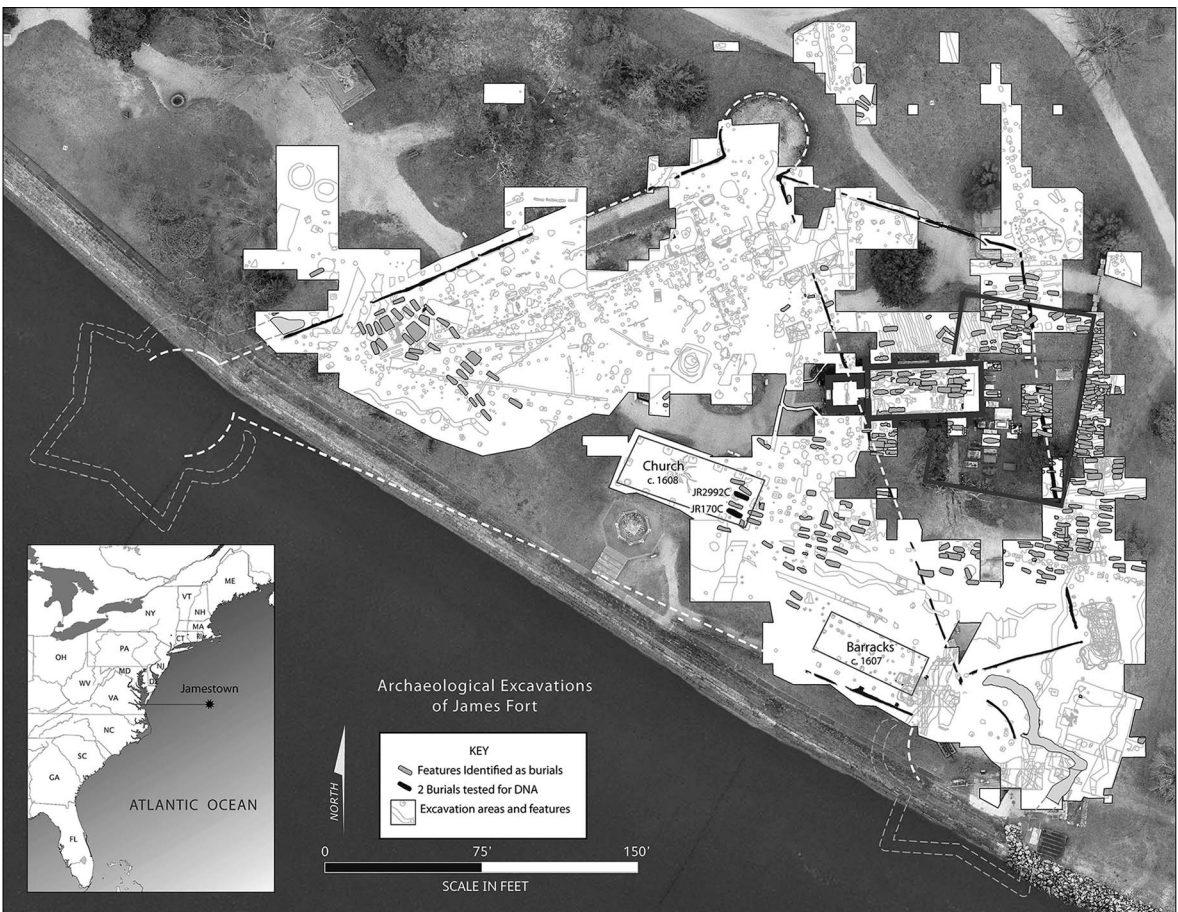 Church
c. 1608
JR2992C
JR170C
Barracks
c. 1607
ME
VT
NH
NY
MA
CT
RI
PA
NJ
OH
MD
D
WV
VA
Jamestown
NC
SC
GA
ATLANTIC OCEAN
FL
Archaeological Excavations
of James Fort
NORTH
KEY
Features Identified as burials
2 Burials tested for DNA
Excavation areas and features
0 75' 150'
SCALE IN FEET